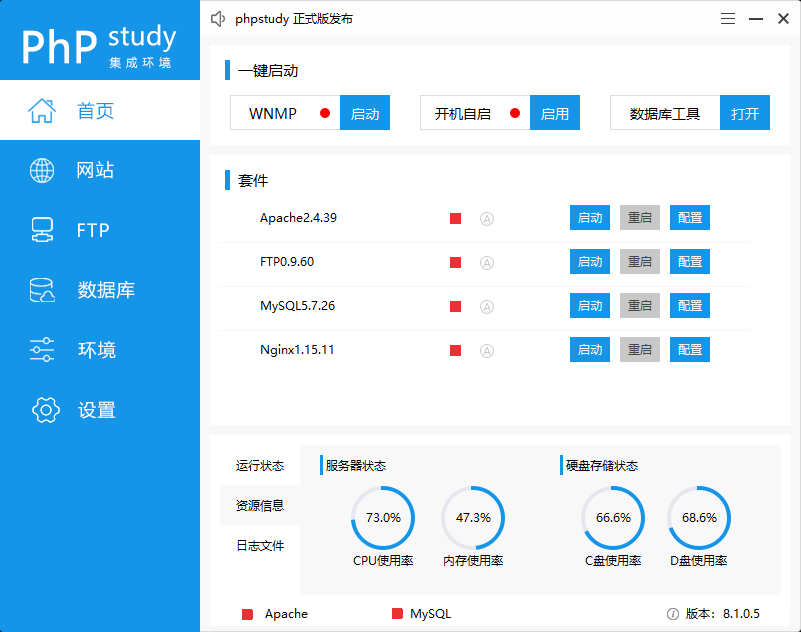 PhP study
集成环境
phpstudy 正式版发布
首页
网站
FTP
数据库
环境
设置
一键启动
WNMP 启动 开机自启 启用 数据库工具 打开
套件
Apache2.4.39 A 启动 重启 配置
FTP0.9.60 A 启动 重启 配置
MySQL5.7.26 A 启动 重启 配置
Nginx1.15.11 A 启动 重启 配置
运行状态
资源信息
日志文件
服务器状态 硬盘存储状态
73.0% 47.3% 66.6% 68.6%
CPU使用率 内存使用率 C盘使用率 D盘使用率
Apache MySQL 版本：8.1.0.5